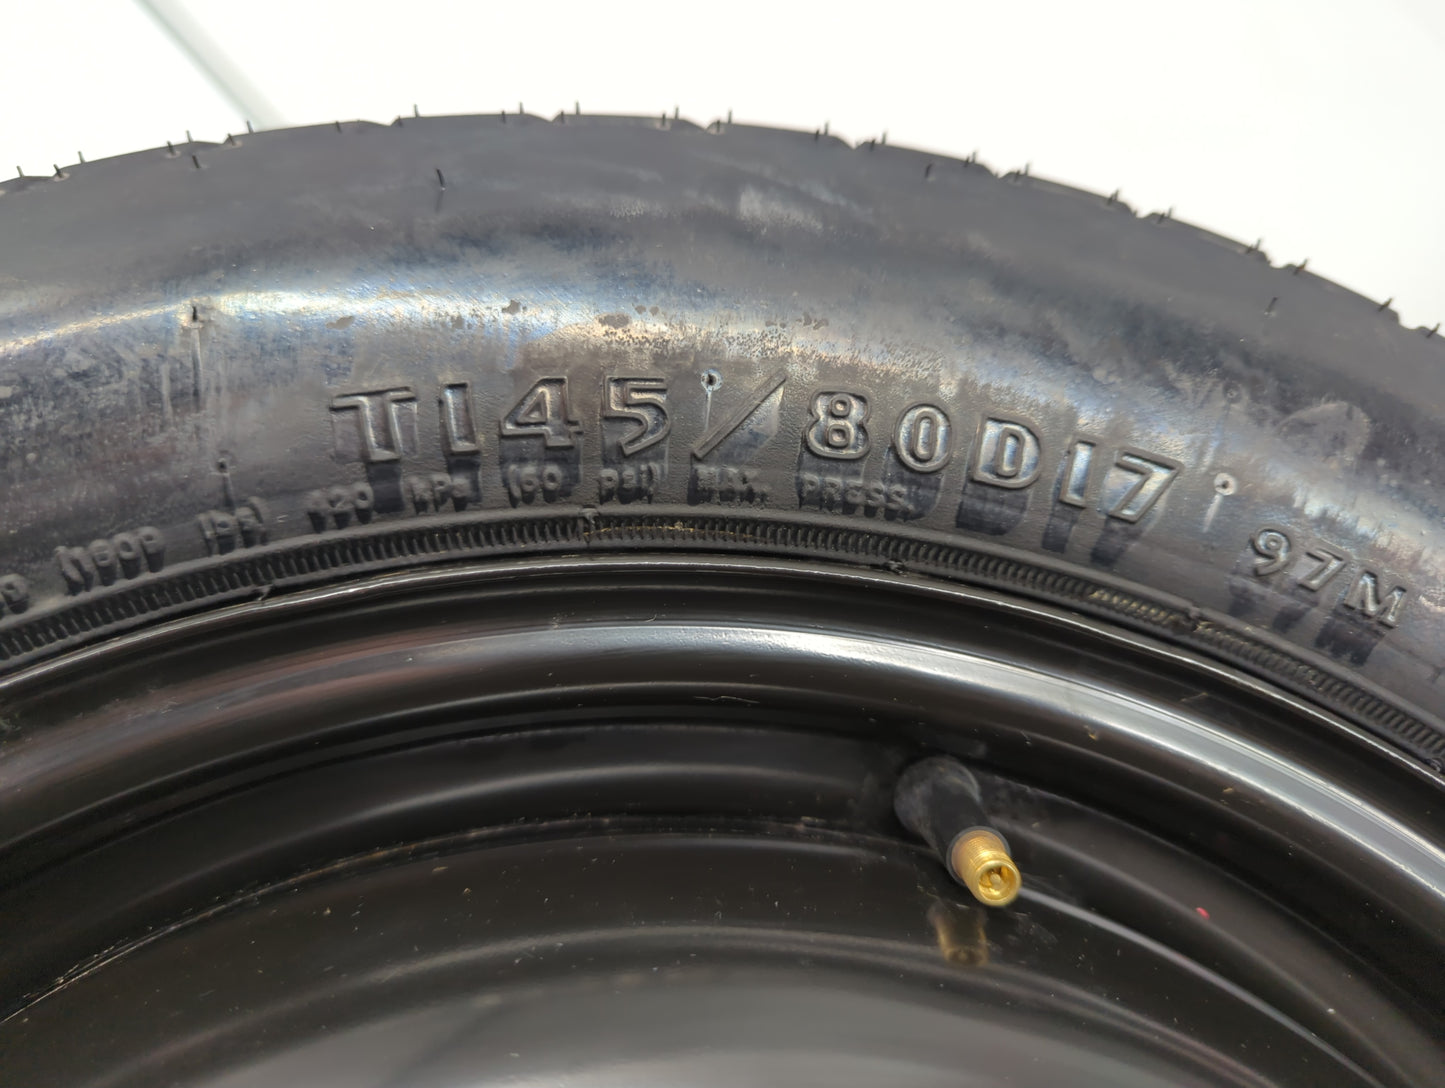 T145/80D17 97M
420 kPa (60 psi) MAX. PRESS.